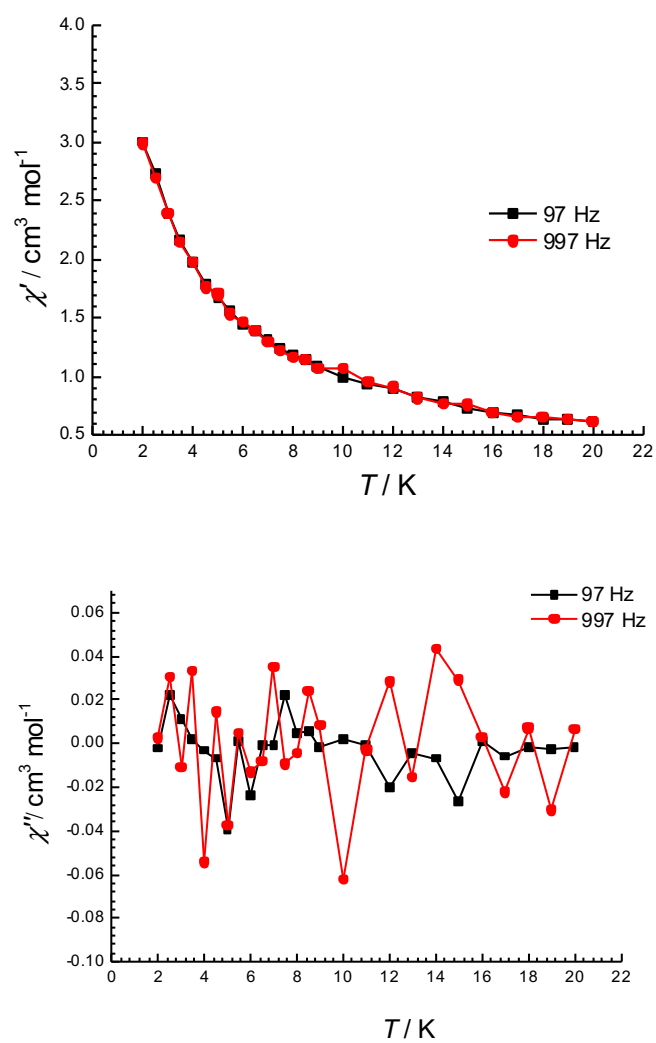 4.0
3.5
3.0
2.5
2.0
1.5
1.0
0.5
χ' / cm³ mol⁻¹
97 Hz
997 Hz
0 2 4 6 8 10 12 14 16 18 20 22
T / K
97 Hz
997 Hz
0.06
0.04
0.02
0.00
-0.02
-0.04
-0.06
-0.08
-0.10
χ''/ cm³ mol⁻¹
0 2 4 6 8 10 12 14 16 18 20 22
T / K